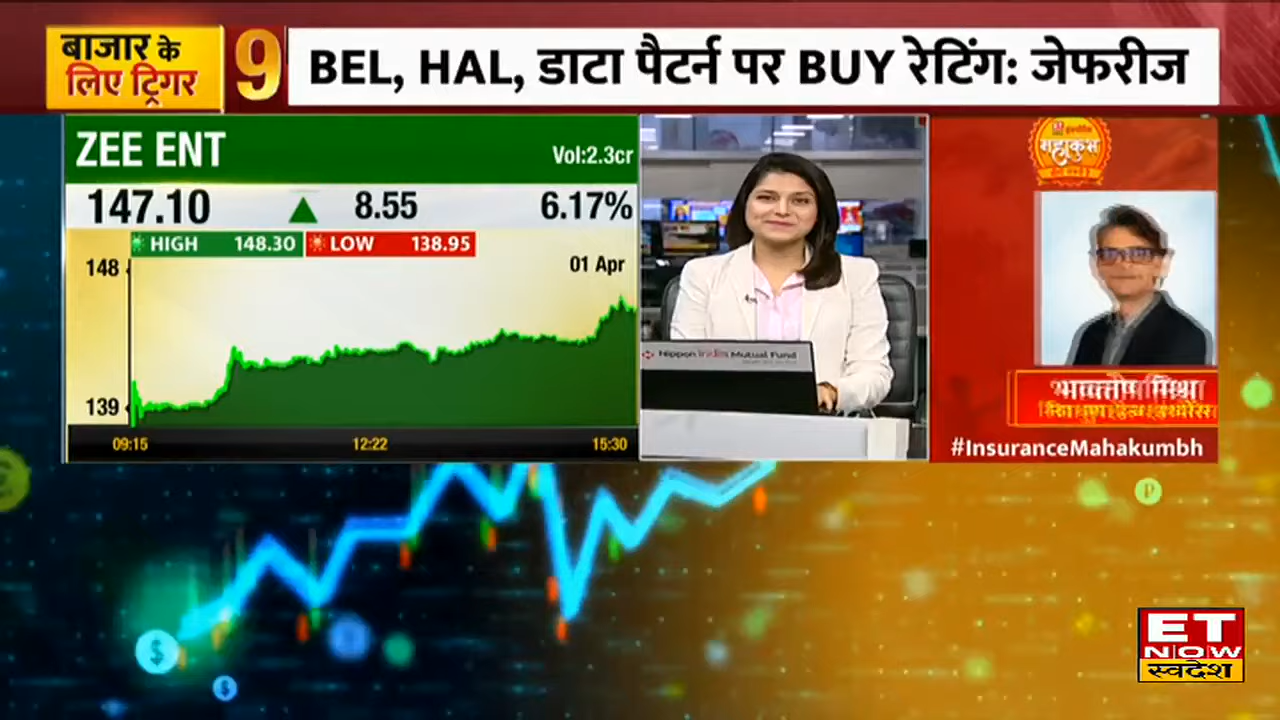 बाजार के
लिए ट्रिगर
9
BEL, HAL, डाटा पैटर्न पर BUY रेटिंग: जेफरीज
ZEE ENT
Vol:2.3cr
147.10
8.55
6.17%
HIGH 148.30
LOW 138.95
148
01 Apr
139
09:15
12:22
15:30
Nippon India Mutual Fund
ET
महाकुंभ
#InsuranceMahakumbh
ET
NOW
स्वदेश